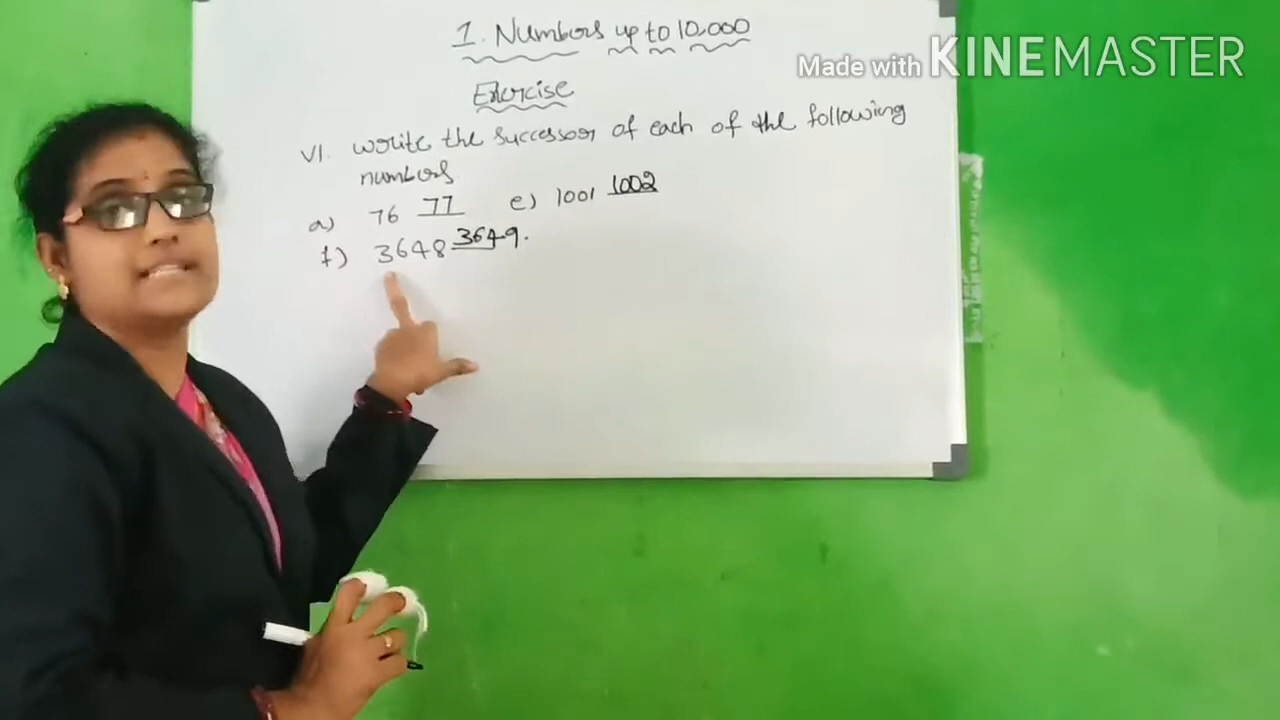 1. Numbers up to 10,000
Made with KINEMASTER
Exercise
VI. write the successor of each of the following
numbers
a) 76 77 e) 1001 1002
f) 3648 3649.